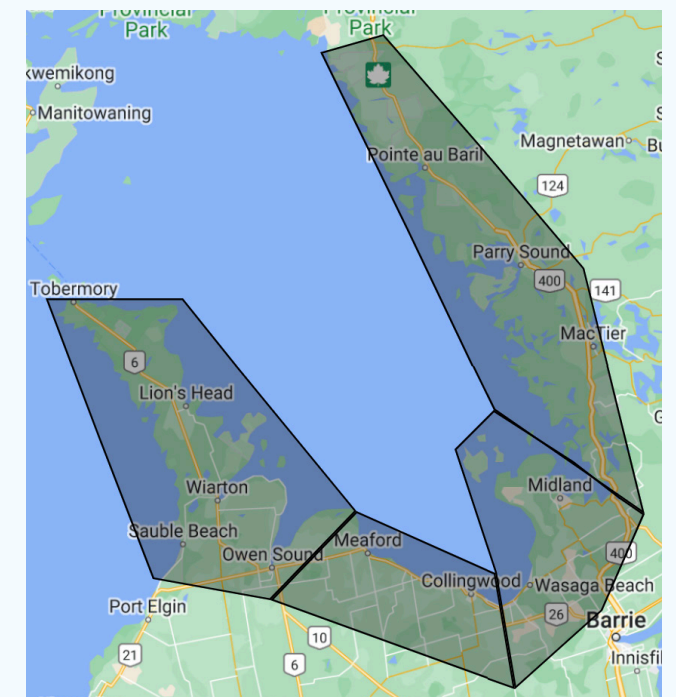 Provincial
Park
Provincial
Park
kwemikong
Manitowaning
Magnetawan
Pointe au Baril
124
Parry Sound
400
141
Tobermory
MacTier
6
Lion's Head
Wiarton
Midland
Sauble Beach
Owen Sound
Meaford
400
Collingwood
Wasaga Beach
Port Elgin
26
Barrie
10
21
6
Innisfil